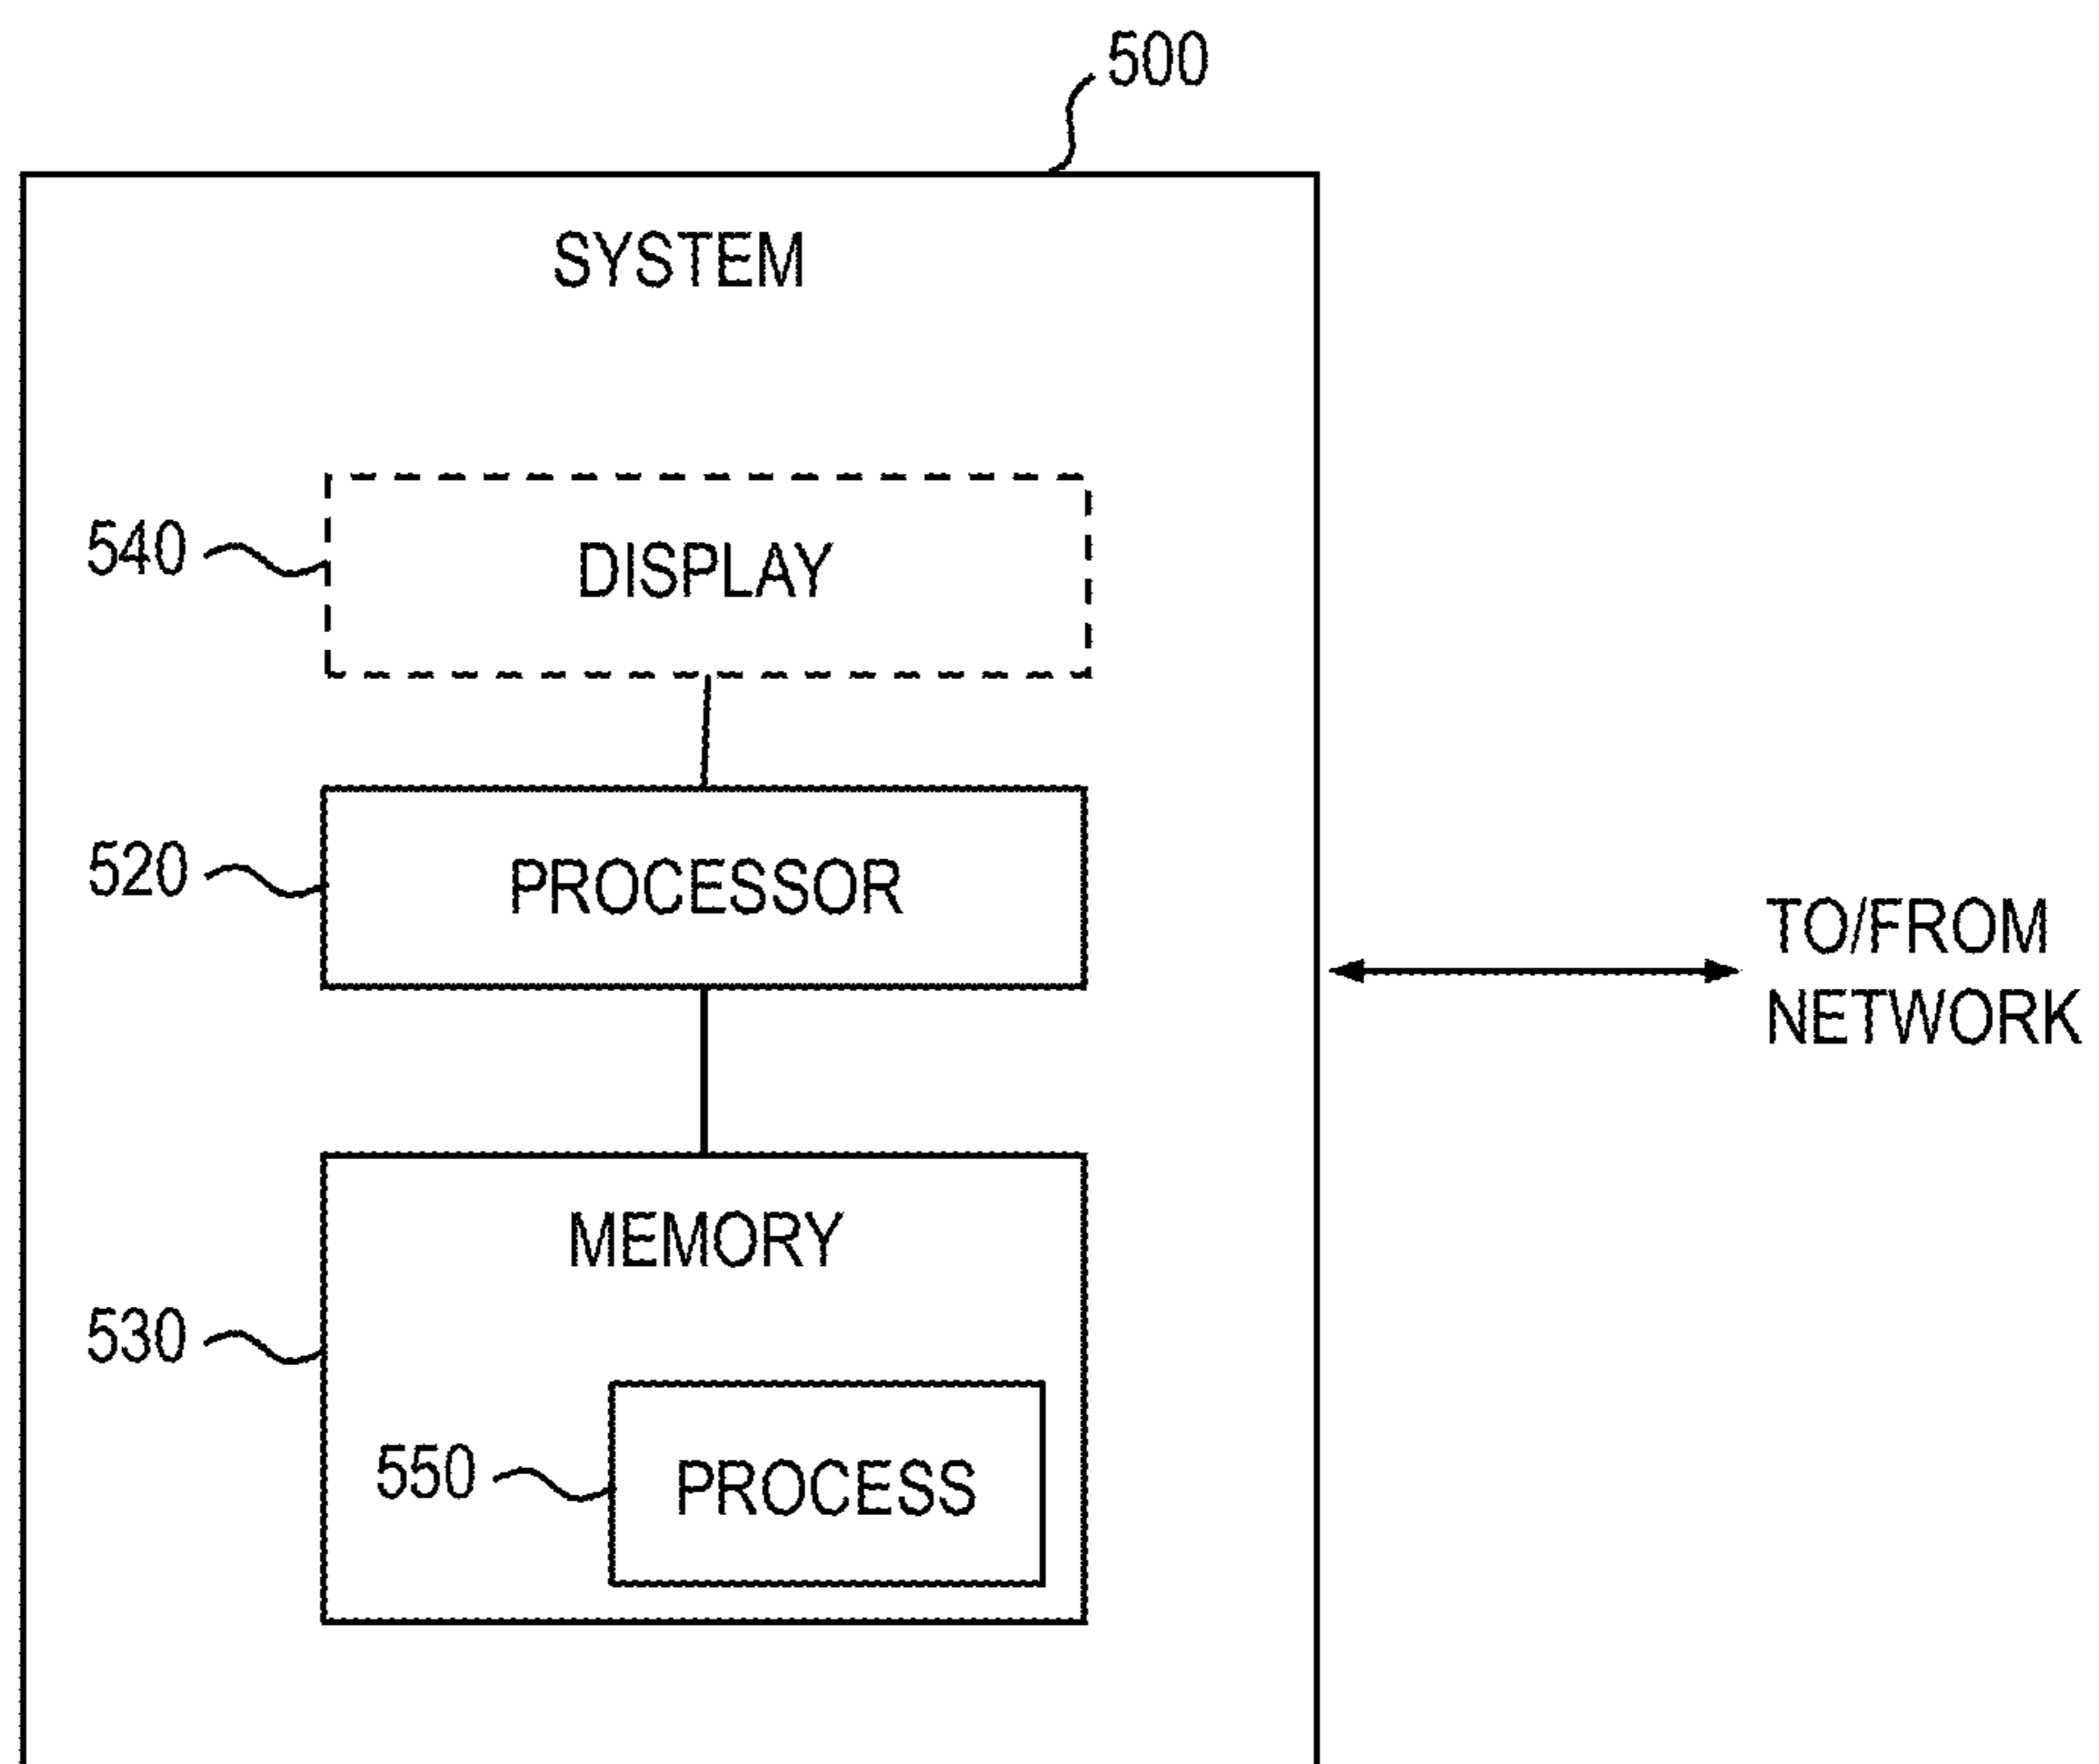 500
SYSTEM
540
DISPLAY
520
PROCESSOR
TO/FROM
NETWORK
MEMORY
530
550
PROCESS